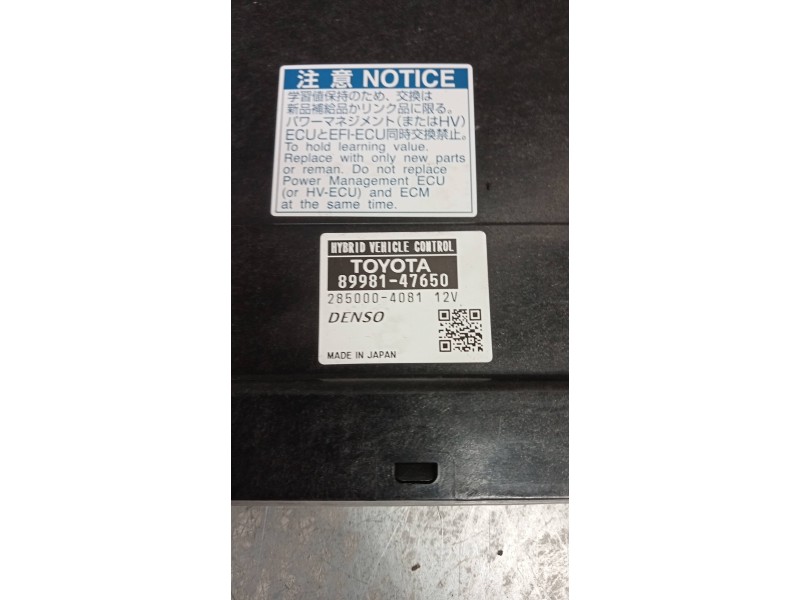 注意 NOTICE
学習値保持のため、交換は
新品補給品かリンク品に限る。
パワーマネジメント(またはHV)
ECUとEFI-ECU同時交換禁止。
To hold learning value.
Replace with only new parts
or reman. Do not replace
Power Management ECU
(or HV-ECU) and ECM
at the same time.
HYBRID VEHICLE CONTROL
TOYOTA
89981-47650
285000-4081 12V
DENSO
MADE IN JAPAN